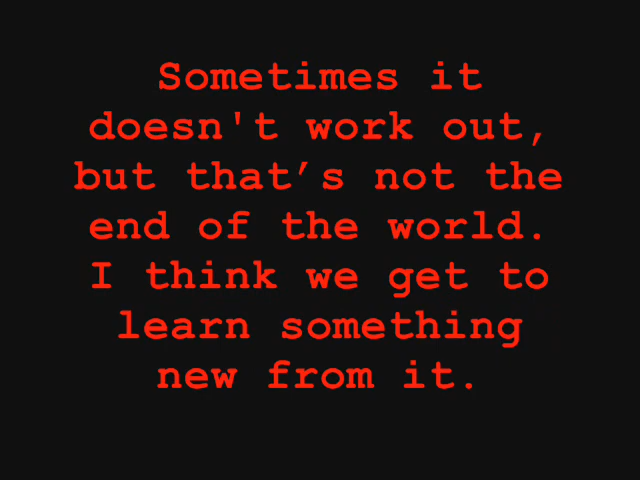 Sometimes it
doesn't work out,
but that’s not the
end of the world.
I think we get to
learn something
new from it.